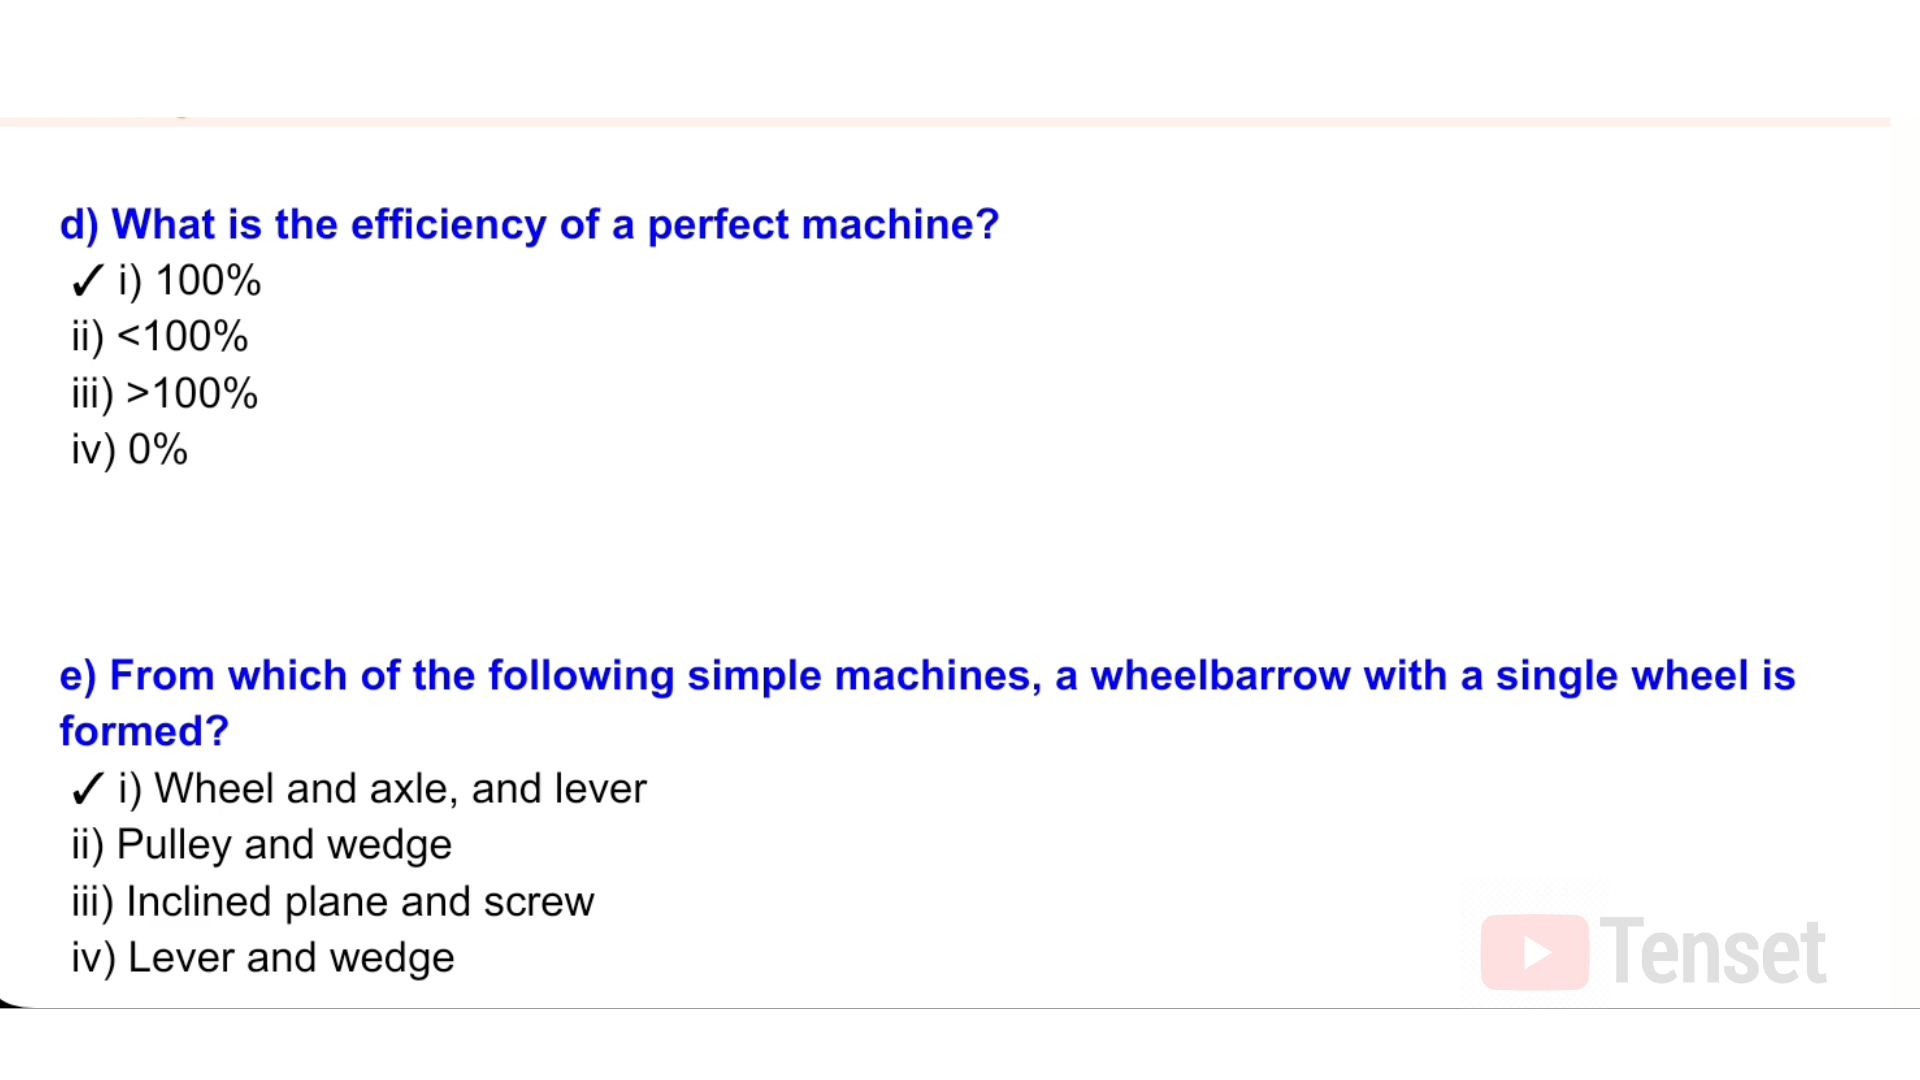 d) What is the efficiency of a perfect machine?
✓ i) 100%
ii) <100%
iii) >100%
iv) 0%
e) From which of the following simple machines, a wheelbarrow with a single wheel is
formed?
✓ i) Wheel and axle, and lever
ii) Pulley and wedge
iii) Inclined plane and screw
iv) Lever and wedge
Tenset